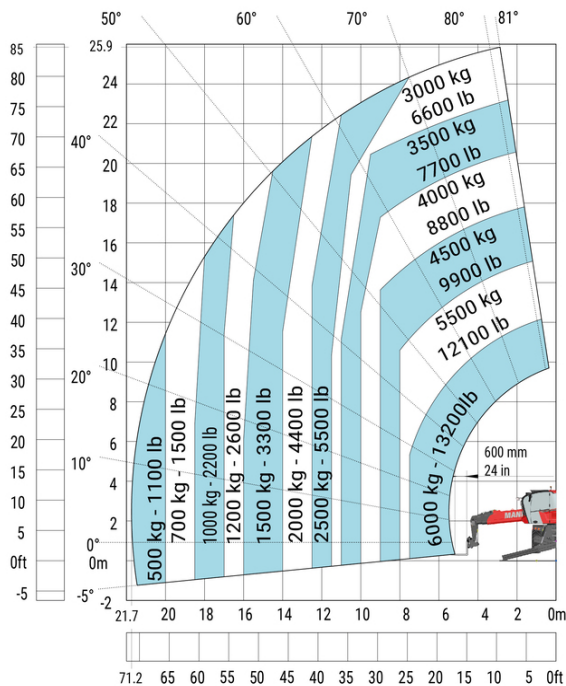 50°
60°
70°
80°
81°
85
80
75
70
65
60
55
50
45
40
35
30
25
20
15
10
5
0ft
-5
25.9
24
22
20
18
16
14
12
10
8
6
4
2
0m
-2
40°
30°
20°
10°
0°
-5°
3000 kg
6600 lb
3500 kg
7700 lb
4000 kg
8800 lb
4500 kg
9900 lb
5500 kg
12100 lb
6000 kg - 13200lb
500 kg - 1100 lb
700 kg - 1500 lb
1000 kg - 2200 lb
1200 kg - 2600 lb
1500 kg - 3300 lb
2000 kg - 4400 lb
2500 kg - 5500 lb
600 mm
24 in
21.7 20 18 16 14 12 10 8 6 4 2 0m
71.2 65 60 55 50 45 40 35 30 25 20 15 10 5 0ft